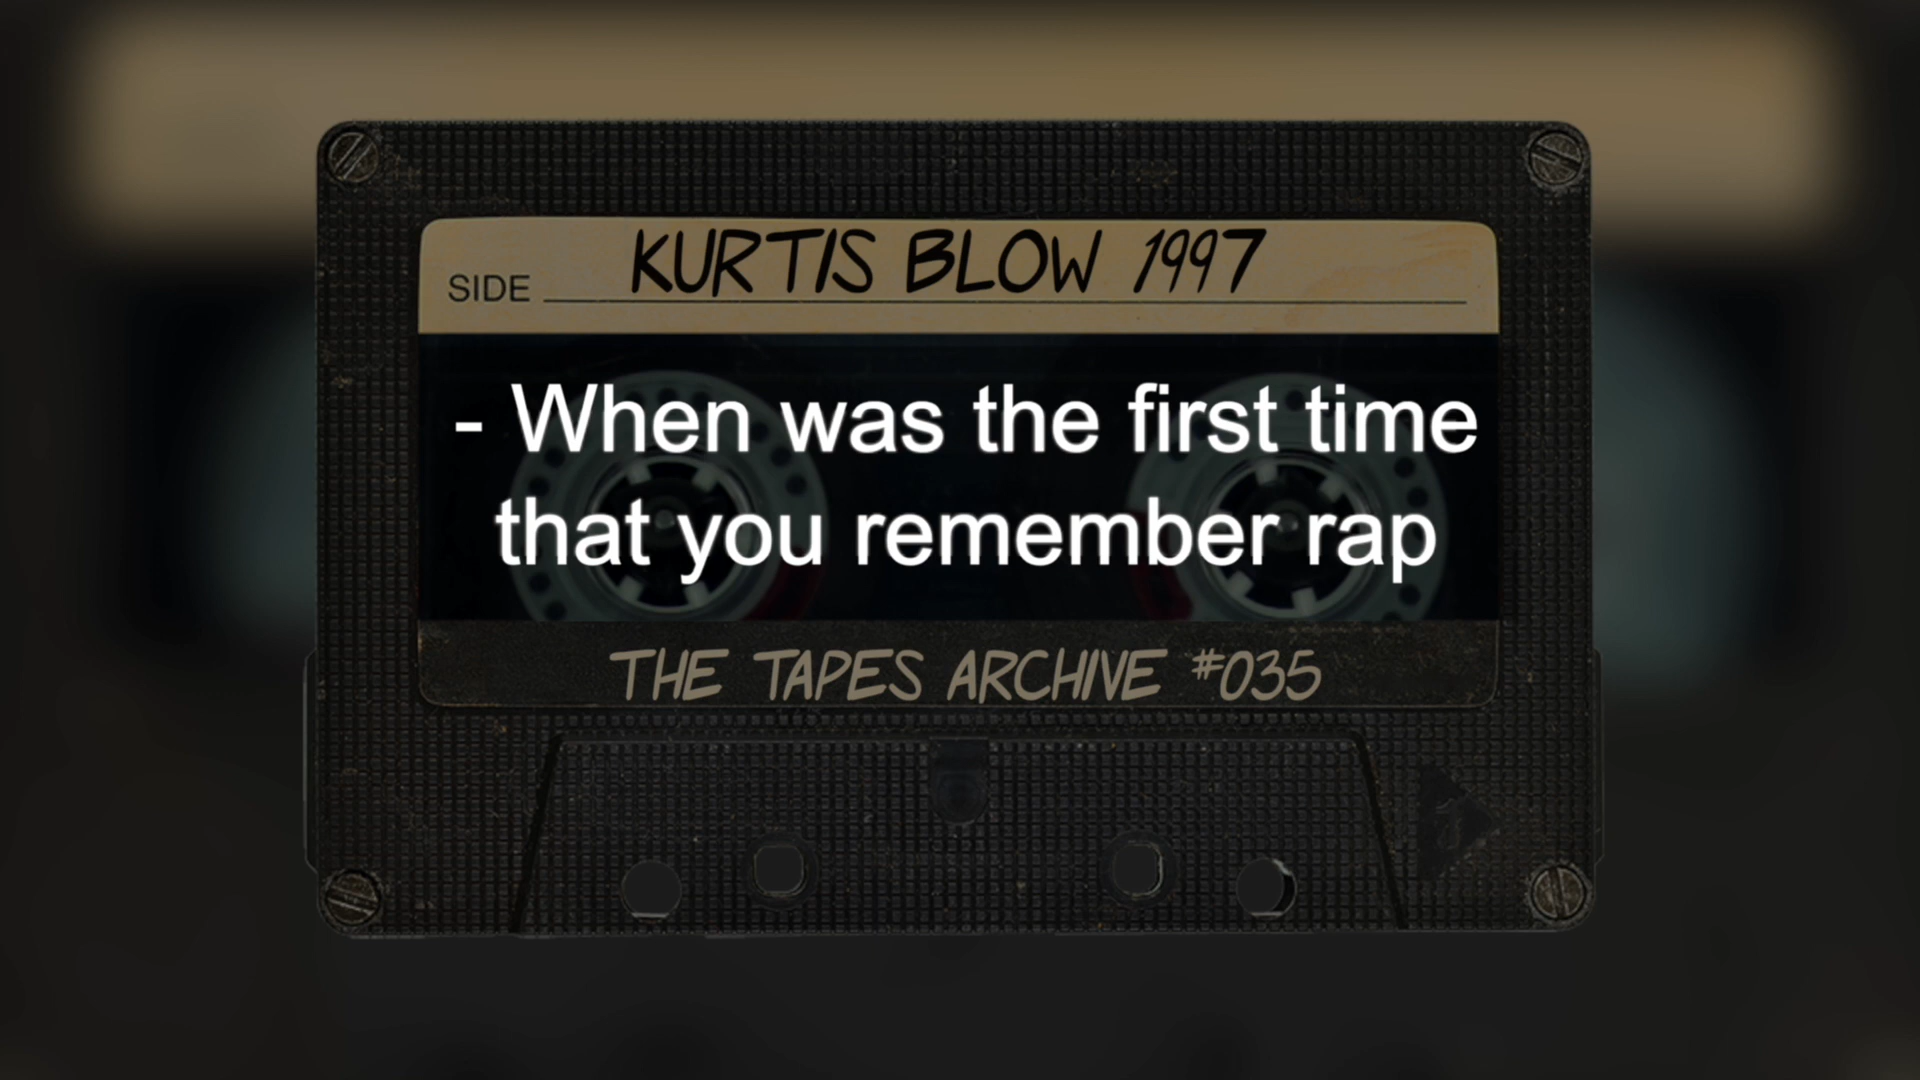 KURTIS BLOW 1997
SIDE
- When was the first time
that you remember rap
THE TAPES ARCHIVE #035